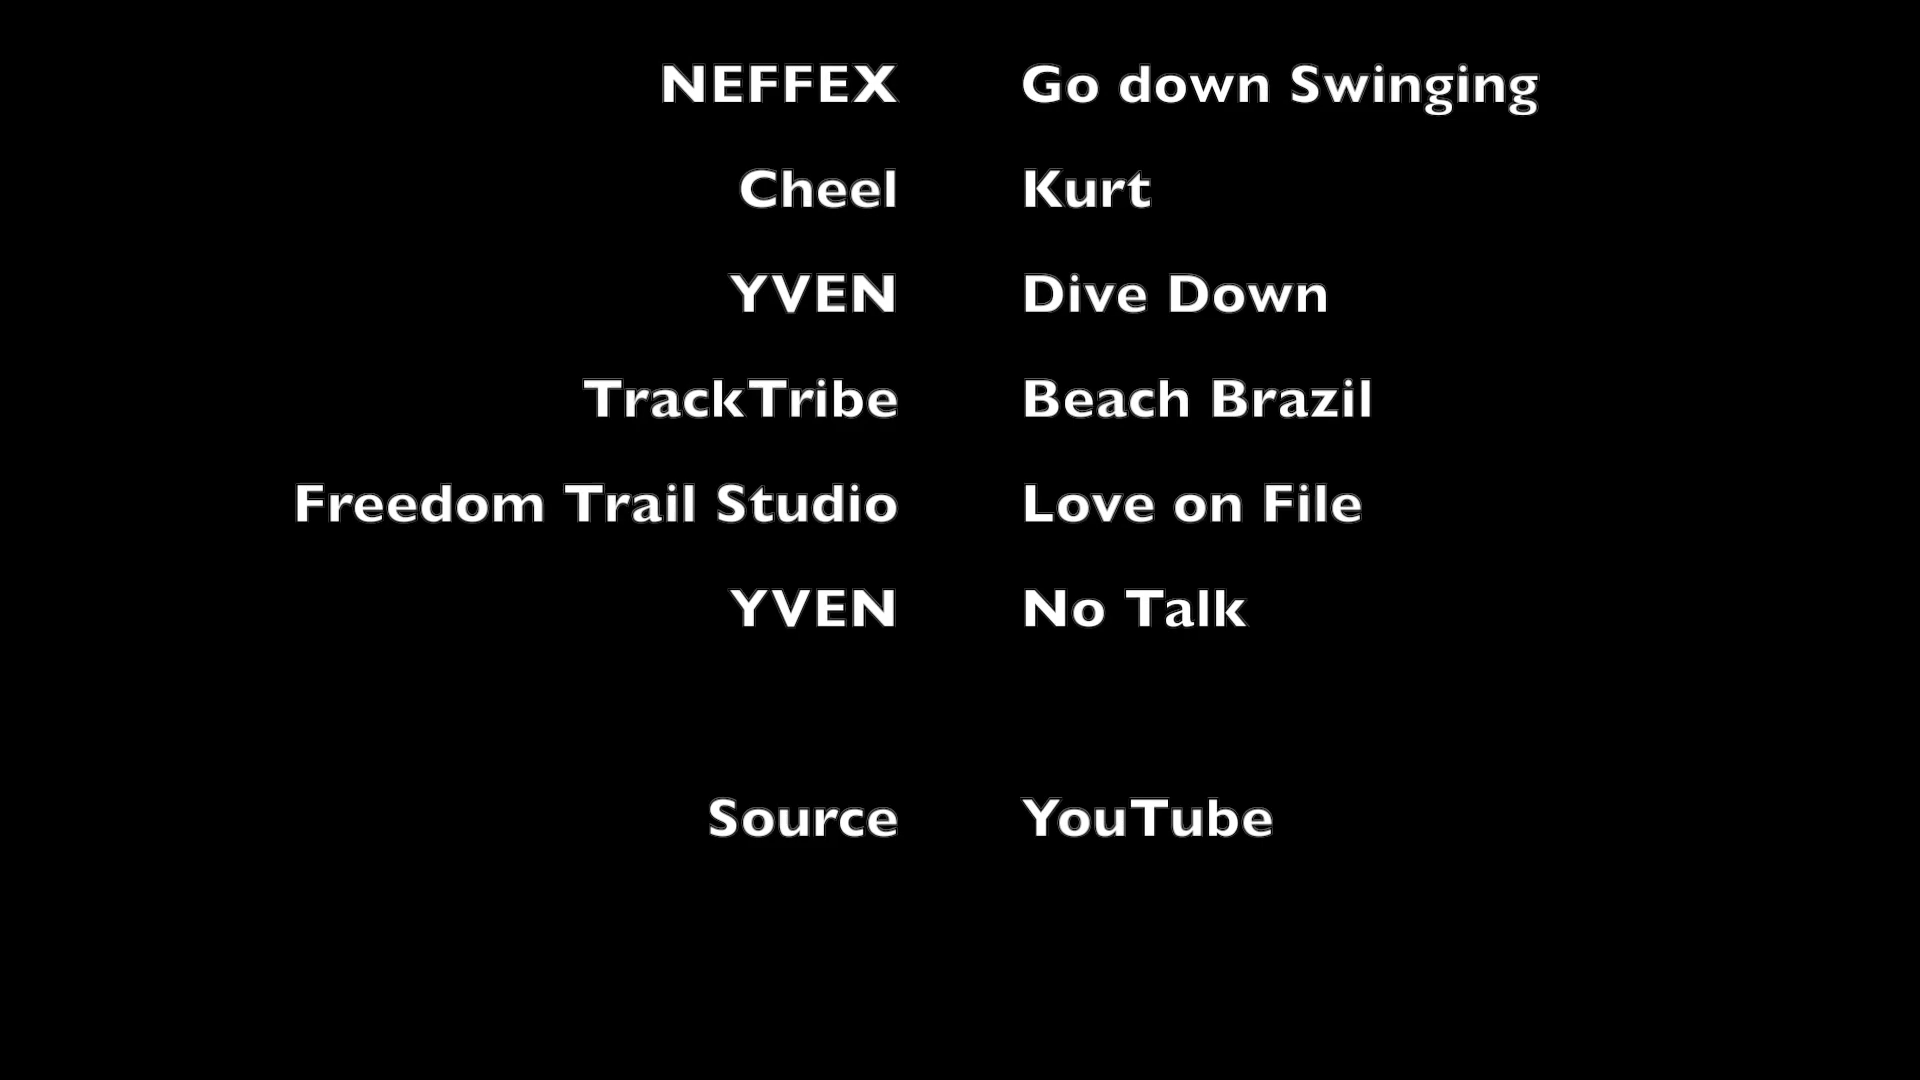 NEFFEX Go down Swinging
Cheel Kurt
YVEN Dive Down
TrackTribe Beach Brazil
Freedom Trail Studio Love on File
YVEN No Talk
Source YouTube